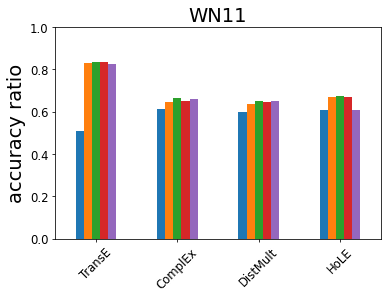 WN11
accuracy ratio
1.0
0.8
0.6
0.4
0.2
0.0
TransE
ComplEx
DistMult
HoLE